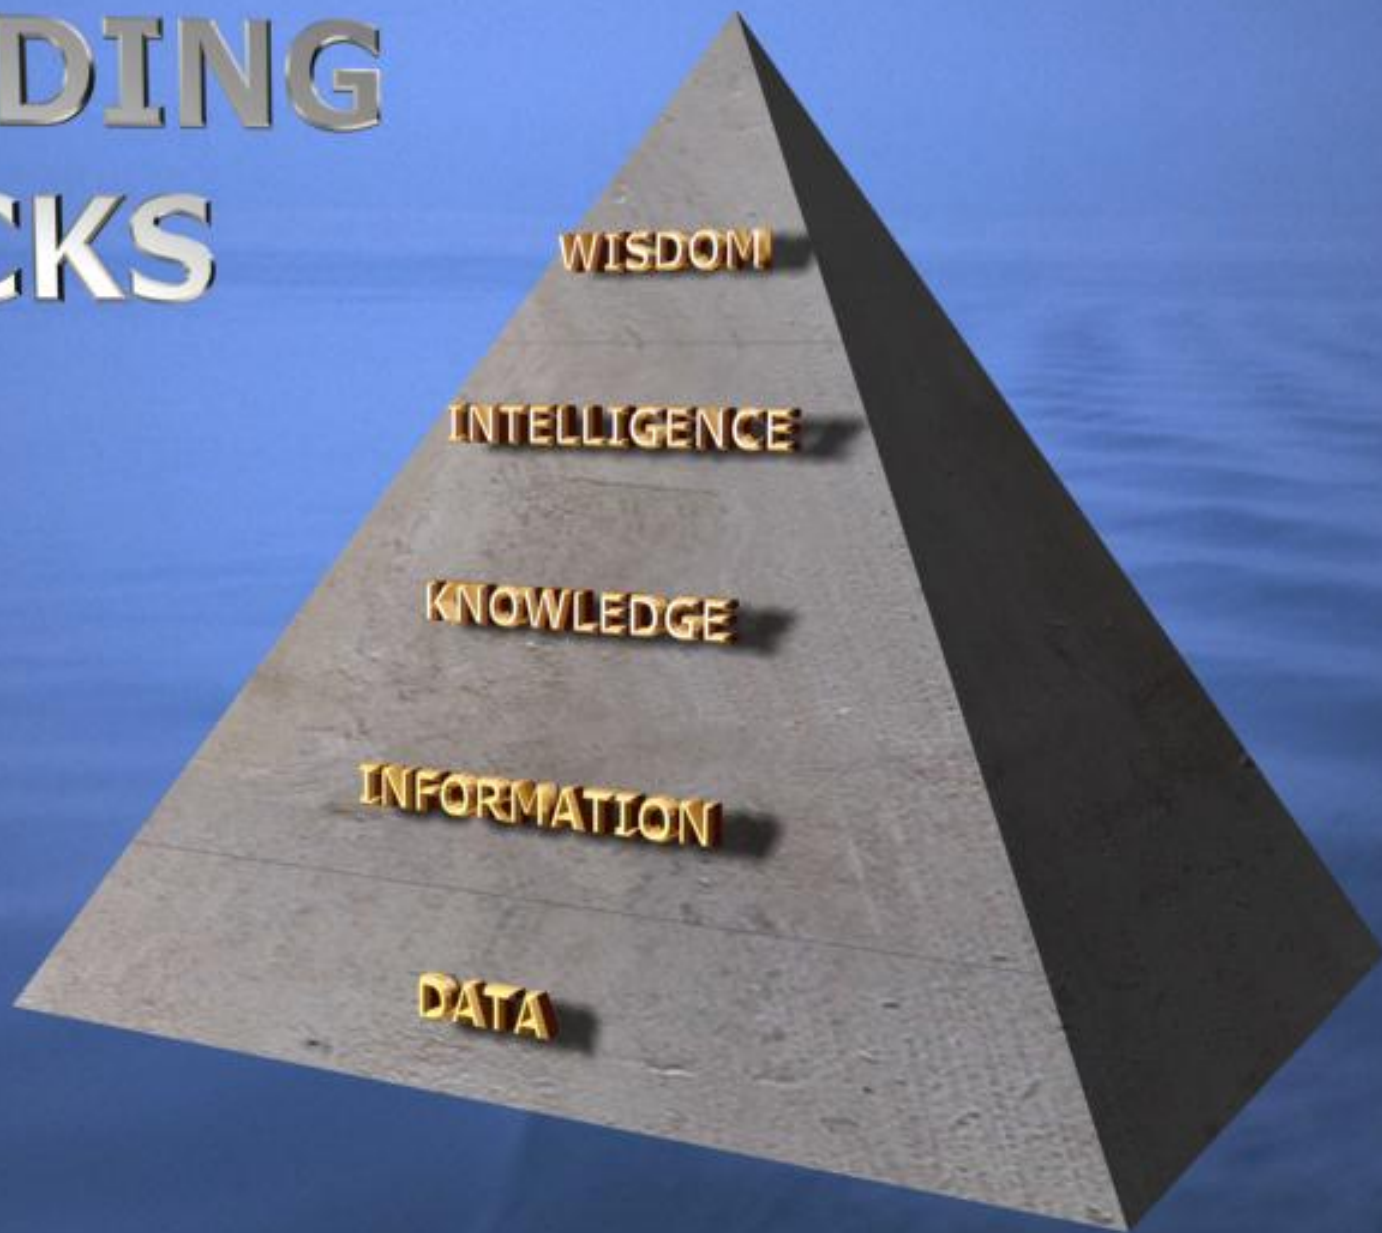 DING
CKS
WISDOM
INTELLIGENCE
KNOWLEDGE
INFORMATION
DATA